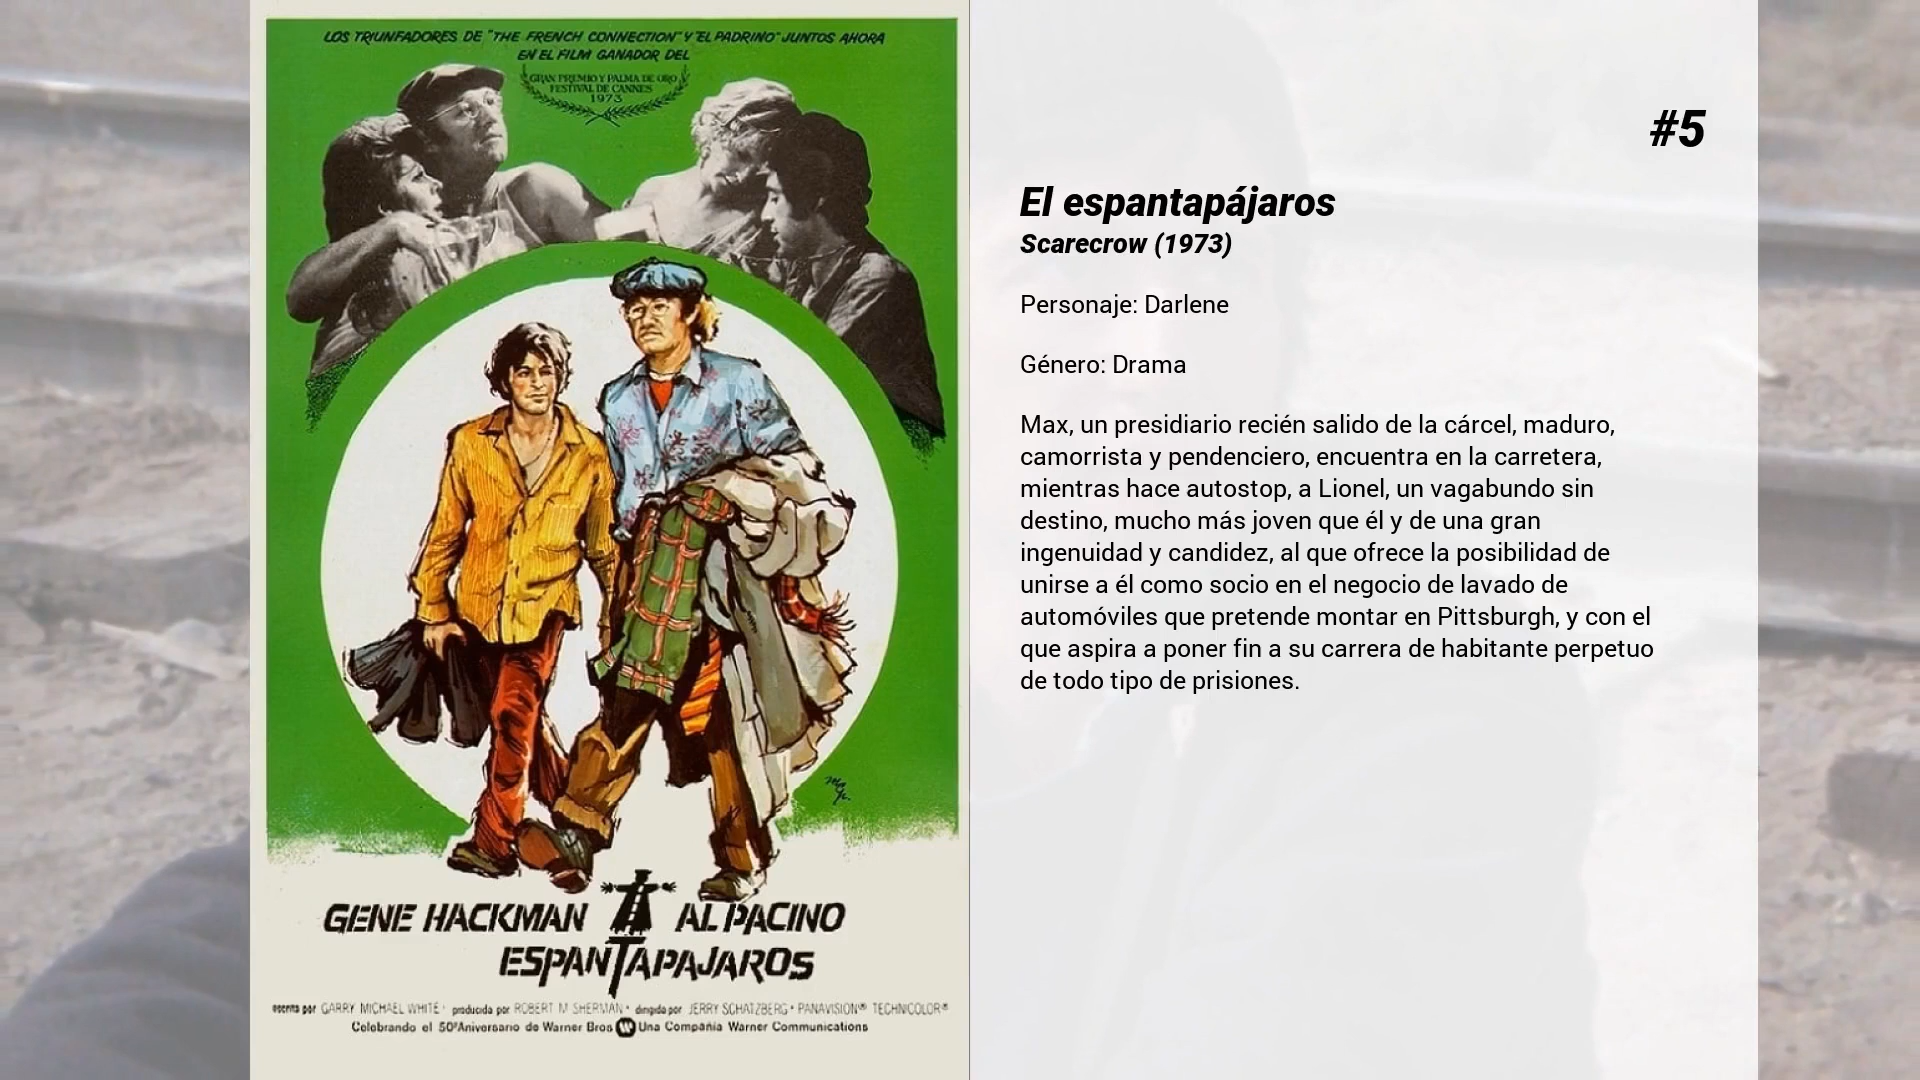 LOS TRIUNFADORES DE "THE FRENCH CONNECTION" Y "EL PADRINO" JUNTOS AHORA
EN EL FILM GANADOR DEL
GRAN PREMIO Y PALMA DE ORO
FESTIVAL DE CANNES
1973
GENE HACKMAN AL PACINO
ESPANTAPAJAROS
escrita por GARRY MICHAEL WHITE · producida por ROBERT M. SHERMAN · dirigida por JERRY SCHATZBERG · PANAVISION® TECHNICOLOR®
Celebrando el 50º Aniversario de Warner Bros W Una Compañía Warner Communications
#5
El espantapájaros
Scarecrow (1973)
Personaje: Darlene
Género: Drama
Max, un presidiario recién salido de la cárcel, maduro,
camorrista y pendenciero, encuentra en la carretera,
mientras hace autostop, a Lionel, un vagabundo sin
destino, mucho más joven que él y de una gran
ingenuidad y candidez, al que ofrece la posibilidad de
unirse a él como socio en el negocio de lavado de
automóviles que pretende montar en Pittsburgh, y con el
que aspira a poner fin a su carrera de habitante perpetuo
de todo tipo de prisiones.